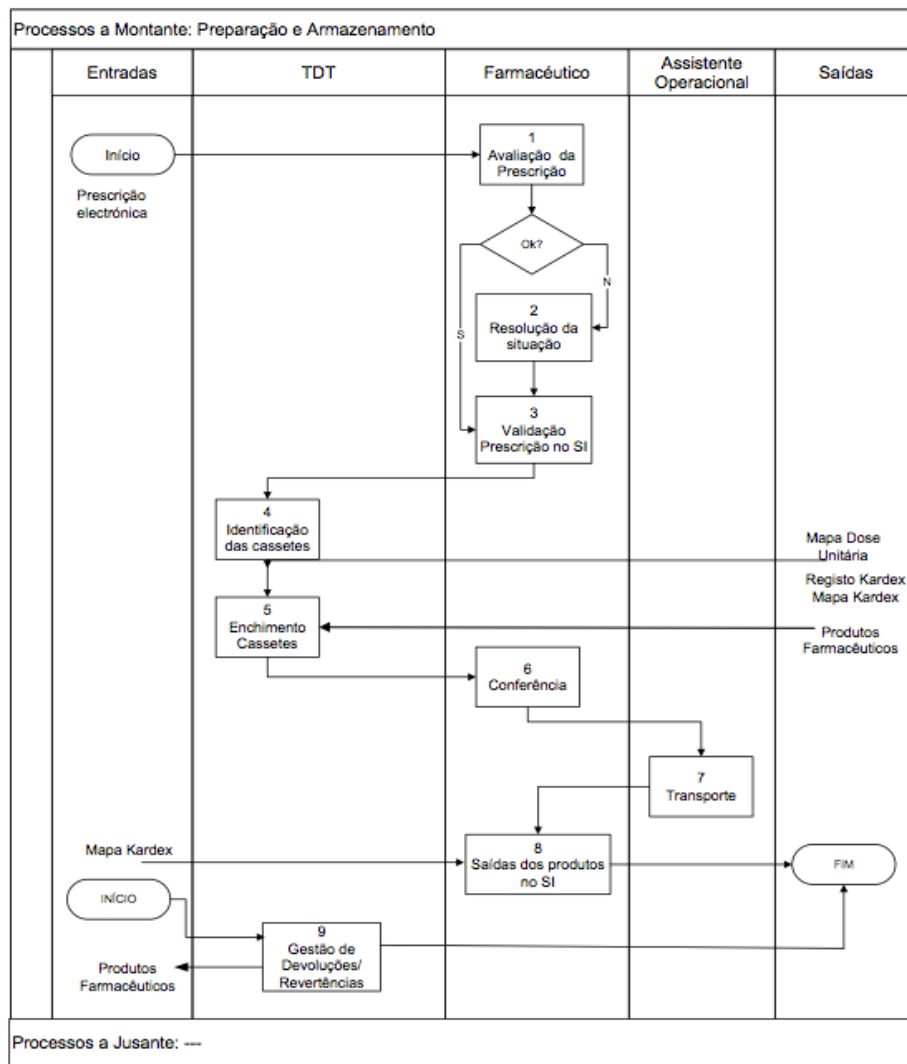 Processos a Montante: Preparação e Armazenamento
Entradas
TDT
Farmacéutico
Assistente
Operacional
Saídas
Início
Prescrição
electrónica
1
Avaliação da
Prescrição
Ok?
N
S
2
Resolução da
situação
3
Validação
Prescrição no SI
4
Identificação
das cassetes
Mapa Dose
Unitária
Registo Kardex
Mapa Kardex
5
Enchimento
Cassetes
Produtos
Farmacêuticos
6
Conferência
7
Transporte
Mapa Kardex
8
Saídas dos produtos
no SI
FIM
INÍCIO
9
Gestão de
Devoluções/
Revertências
Produtos
Farmacêuticos
Processos a Jusante: ---